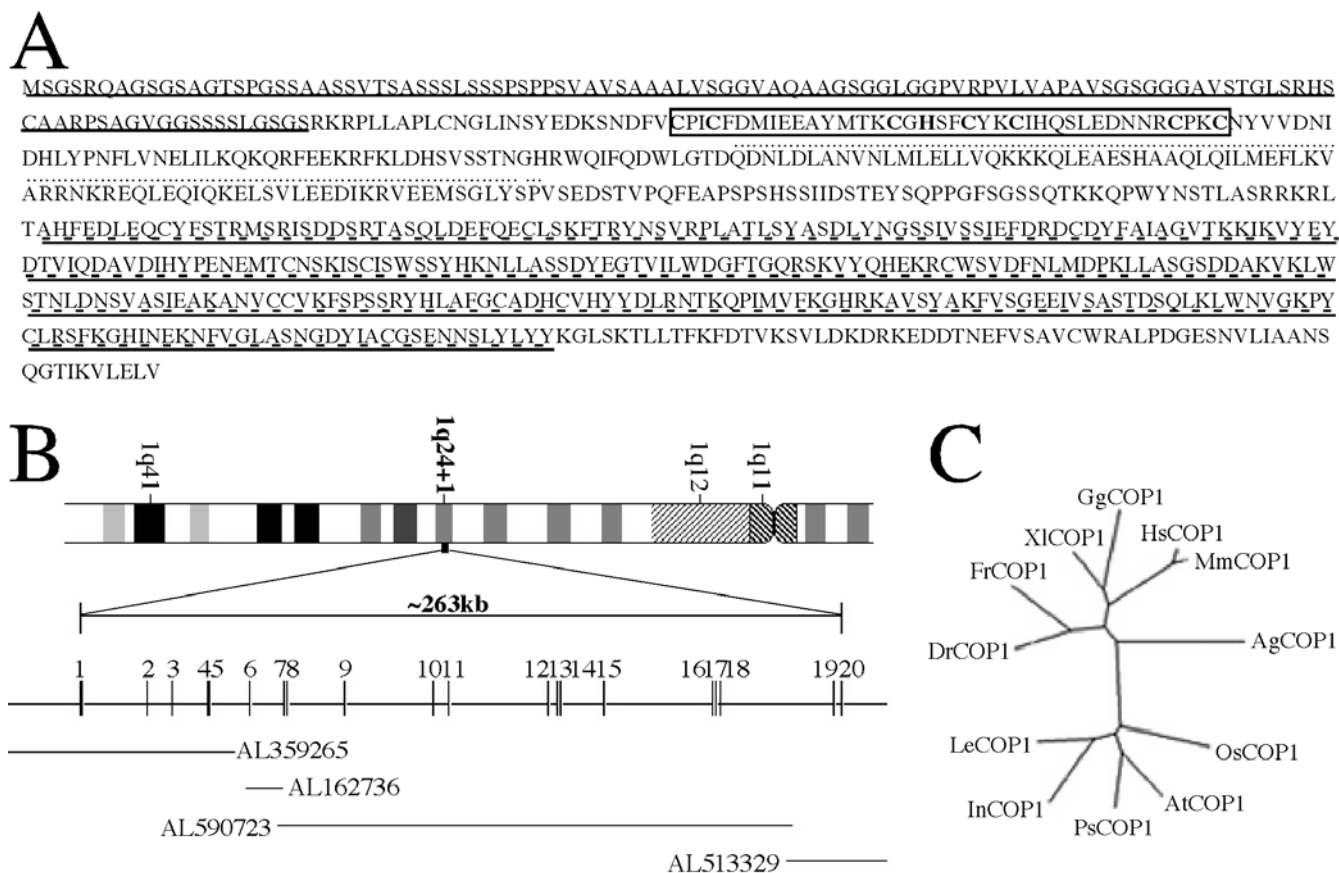 A
MSGSRQAGSGSAGTSPGSSAASSVTSASSSLSSSPSPPSVAVSAAALVSGGVAQAAGSGGLGGPVRPVLVAPAVSGSGGGAVSTGLSRHS
CAARPSAGVGGSSSSLGSGSRKRPLLAPLCNGLINSYEDKSNDFVCPICFDMIEEAYMTKCGHSFCYKCIHQSLEDNNRCPKCNYVVDNI
DHLYPNFLVNELILKQKQRFEEKRFKLDHSVSSTNGHRWQIFQDWLGTDQDNLDLANVNLMLELLVQKKKQLEAESHAAQLQILMEFLKV
ARRNKREQLEQIQKELSVLEEDIKRVEEMSGLYSPVSEDSTVPQFEAPSPSHSSIIDSTEYSQPPGFSGSSQTKKQPWYNSTLASRRKRL
TAHFEDLEQCYFSTRMSRISDDSRTASQLDEFQECLSKFTRYNSVRPLATLSYASDLYNGSSIVSSIEFDRDCDYFAIAGVTKKIKVYEY
DTVIQDAVDIHYPENEMTCNSKISCISWSSYHKNLLASSDYEGTVILWDGFTGQRSKVYQHEKRCWSVDFNLMDPKLLASGSDDAKVKLW
STNLDNSVASIEAKANVCCVKFSPSSRYHLAFGCADHCVHYYDLRNTKQPIMVFKGHRKAVSYAKFVSGEEIVSASTDSQLKLWNVGKPY
CLRSFKGHINEKNFVGLASNGDYIACGSENNSLYLYYKGLSKTLLTFKFDTVKSVLDKDRKEDDTNEFVSAVCWRALPDGESNVLIAANS
QGTIKVLELV
B
1q41
1q24+1
1q12
1q11
~263kb
1 2 3 45 6 78 9 1011 12131415 161718 1920
AL359265
AL162736
AL590723
AL513329
C
GgCOP1
XlCOP1
HsCOP1
FrCOP1
MmCOP1
DrCOP1
AgCOP1
LeCOP1
OsCOP1
InCOP1
AtCOP1
PsCOP1